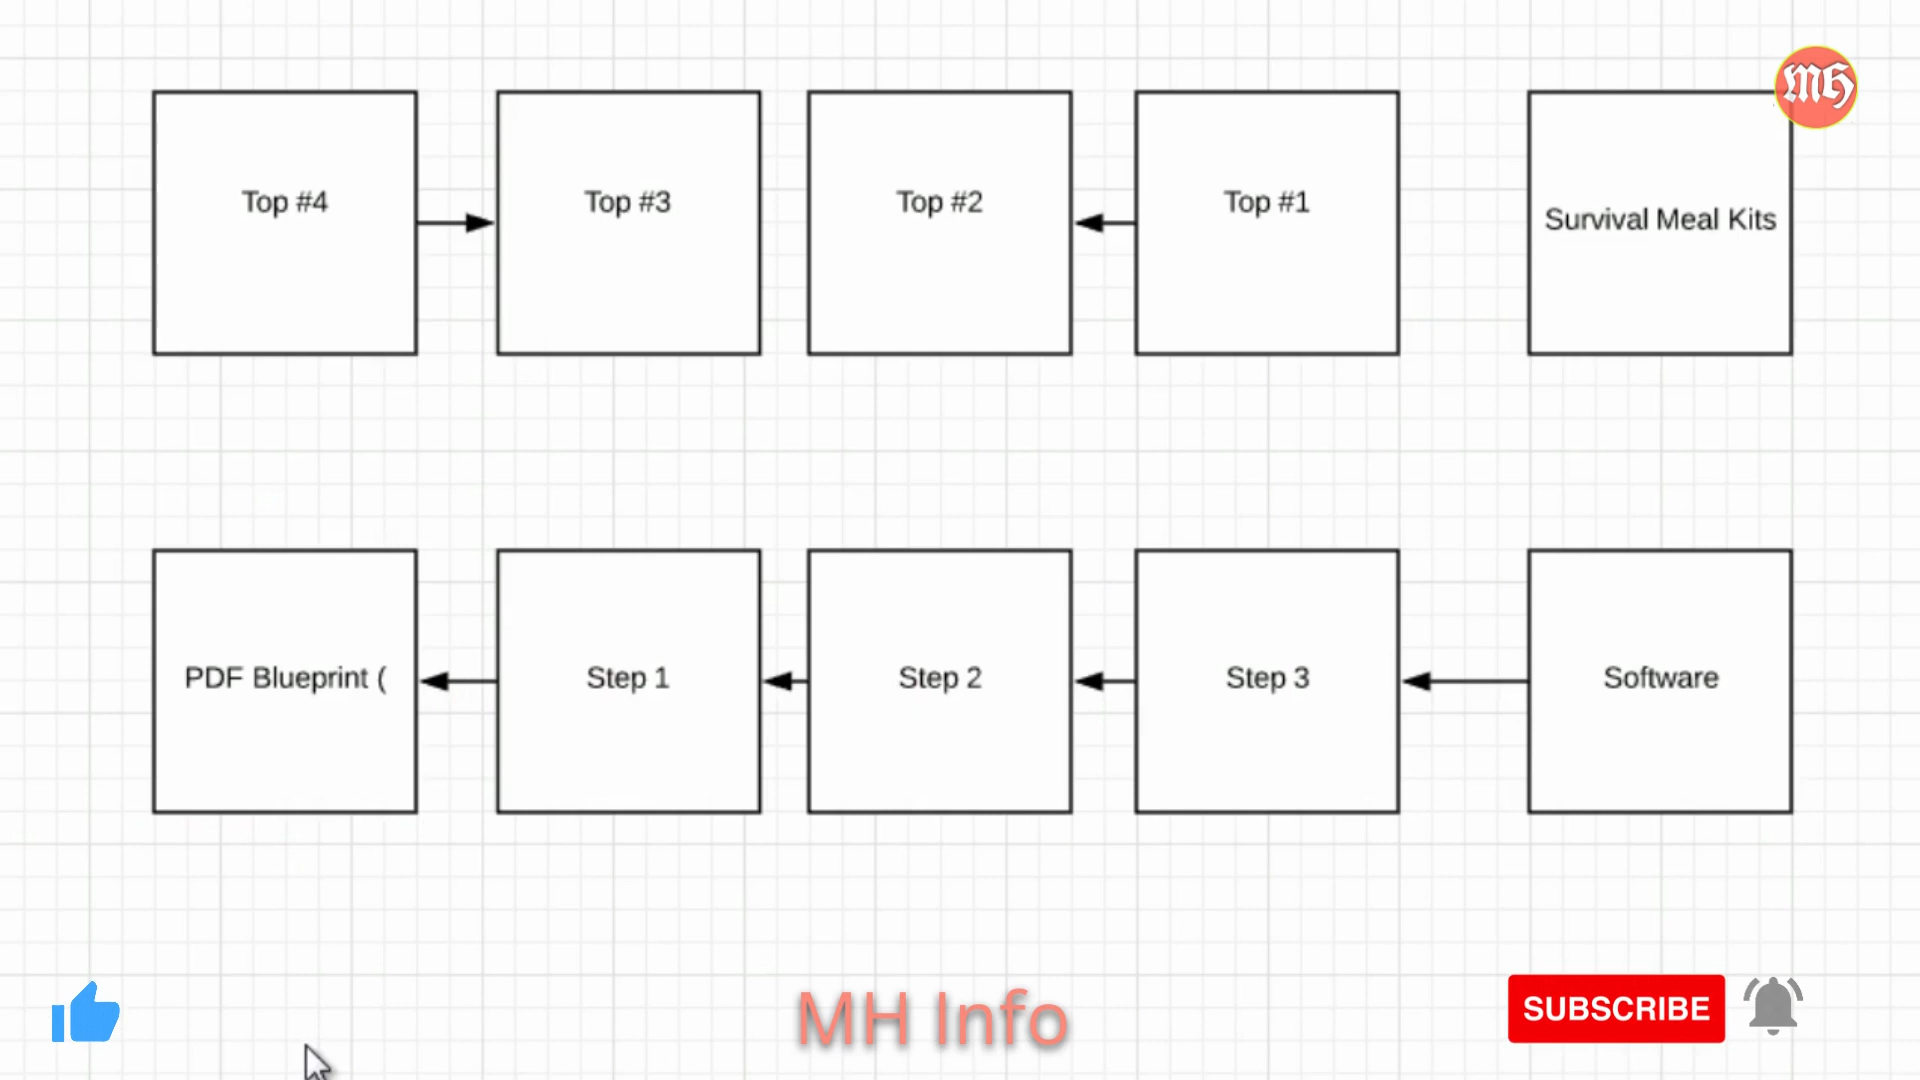 MH
Top #4
Top #3
Top #2
Top #1
Survival Meal Kits
PDF Blueprint (
Step 1
Step 2
Step 3
Software
MH Info
SUBSCRIBE